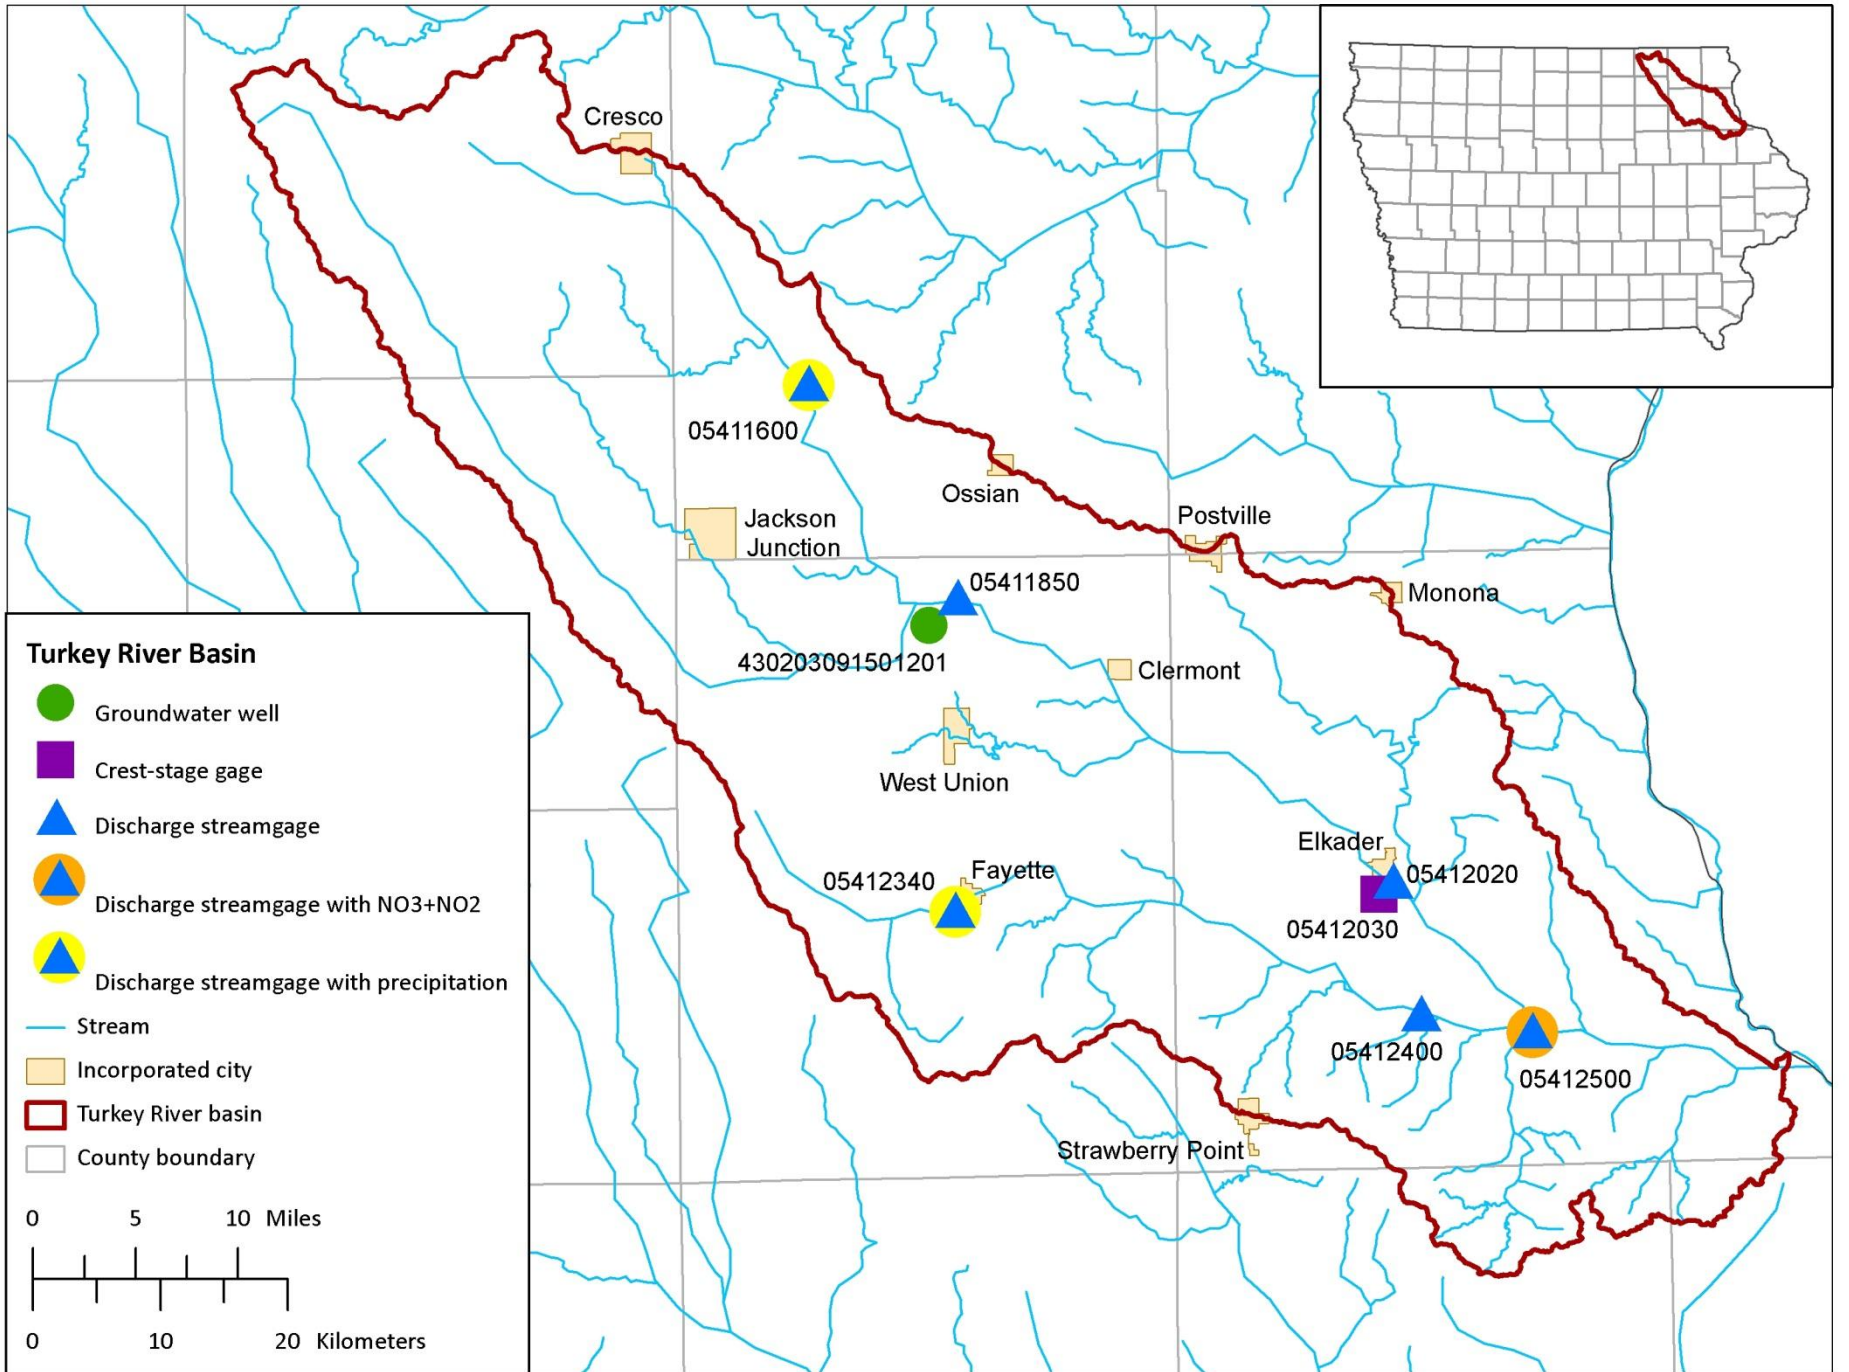 Cresco
05411600
Ossian
Jackson
Junction
Postville
05411850
Monona
430203091501201
Clermont
West Union
Elkader
05412340
Fayette
05412020
05412030
05412400
05412500
Strawberry Point
Turkey River Basin
Groundwater well
Crest-stage gage
Discharge streamgage
Discharge streamgage with NO3+NO2
Discharge streamgage with precipitation
Stream
Incorporated city
Turkey River basin
County boundary
0 5 10 Miles
0 10 20 Kilometers